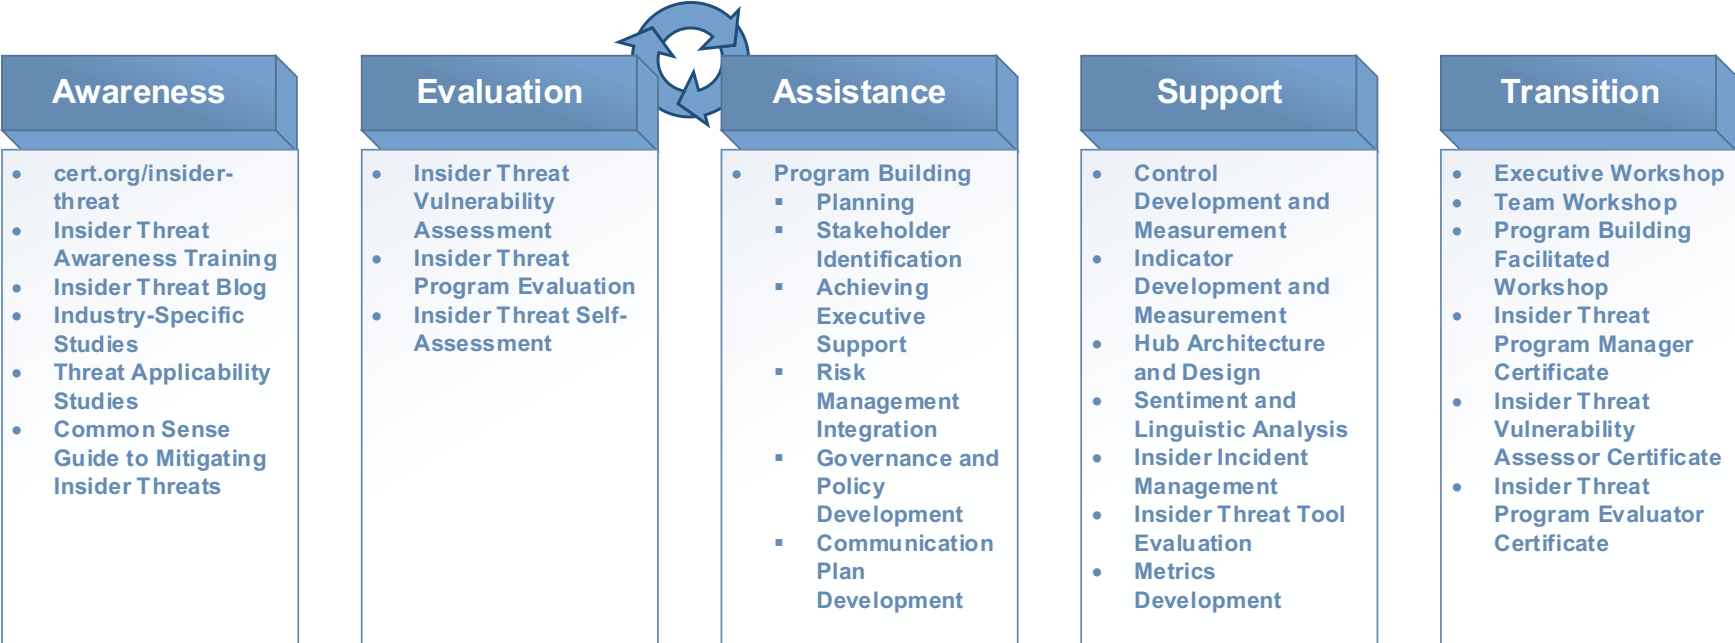 Awareness
cert.org/insider-
threat
Insider Threat
Awareness Training
Insider Threat Blog
Industry-Specific
Studies
Threat Applicability
Studies
Common Sense
Guide to Mitigating
Insider Threats
Evaluation
Insider Threat
Vulnerability
Assessment
Insider Threat
Program Evaluation
Insider Threat Self-
Assessment
Assistance
Program Building
Planning
Stakeholder
Identification
Achieving
Executive
Support
Risk
Management
Integration
Governance and
Policy
Development
Communication
Plan
Development
Support
Control
Development and
Measurement
Indicator
Development and
Measurement
Hub Architecture
and Design
Sentiment and
Linguistic Analysis
Insider Incident
Management
Insider Threat Tool
Evaluation
Metrics
Development
Transition
Executive Workshop
Team Workshop
Program Building
Facilitated
Workshop
Insider Threat
Program Manager
Certificate
Insider Threat
Vulnerability
Assessor Certificate
Insider Threat
Program Evaluator
Certificate